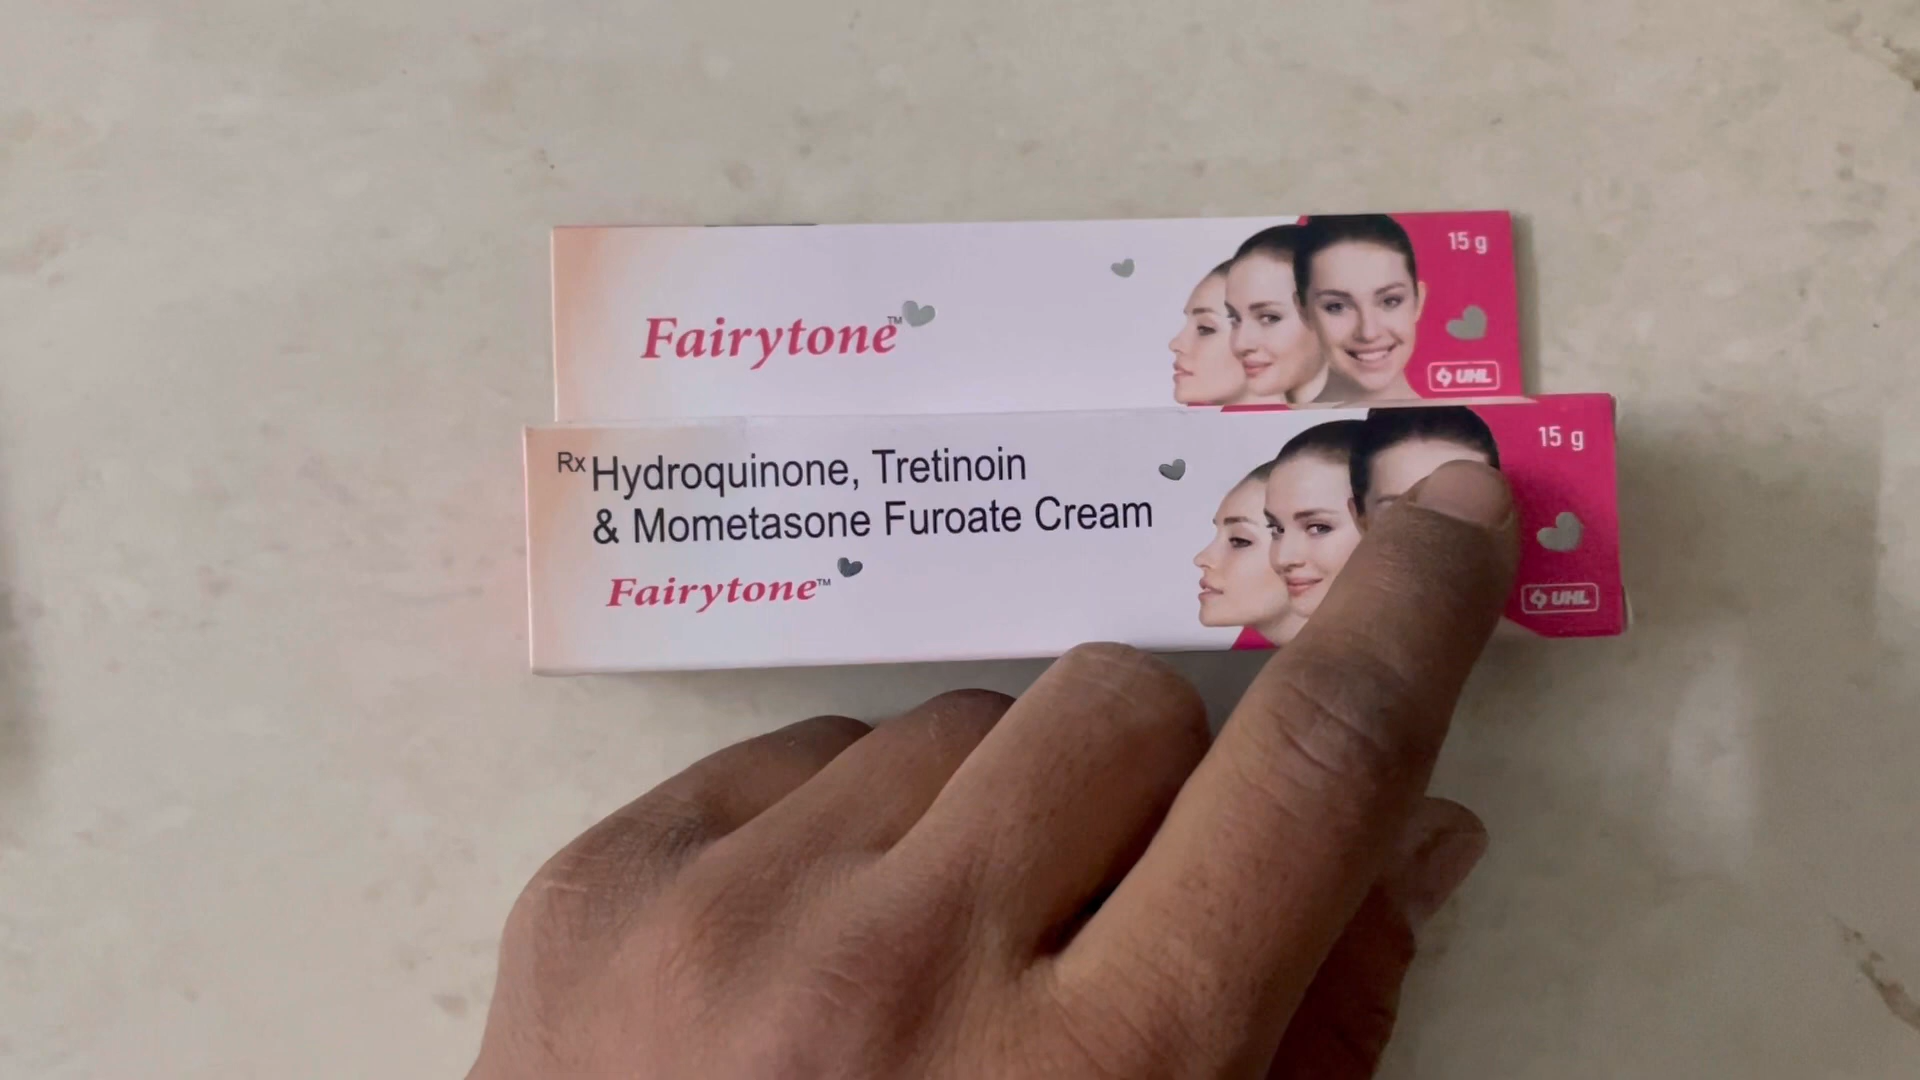 Fairytone™
15 g
UHL
Rx Hydroquinone, Tretinoin
& Mometasone Furoate Cream
Fairytone™
15 g
UHL